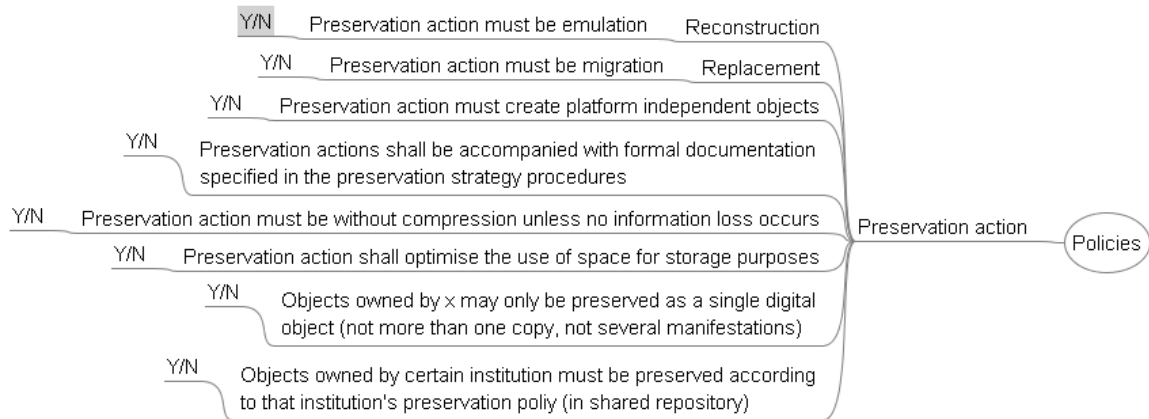 Y/N Preservation action must be emulation Reconstruction
Y/N Preservation action must be migration Replacement
Y/N Preservation action must create platform independent objects
Y/N Preservation actions shall be accompanied with formal documentation
specified in the preservation strategy procedures
Y/N Preservation action must be without compression unless no information loss occurs
Preservation action
Policies
Y/N Preservation action shall optimise the use of space for storage purposes
Y/N Objects owned by x may only be preserved as a single digital
object (not more than one copy, not several manifestations)
Y/N Objects owned by certain institution must be preserved according
to that institution's preservation poliy (in shared repository)